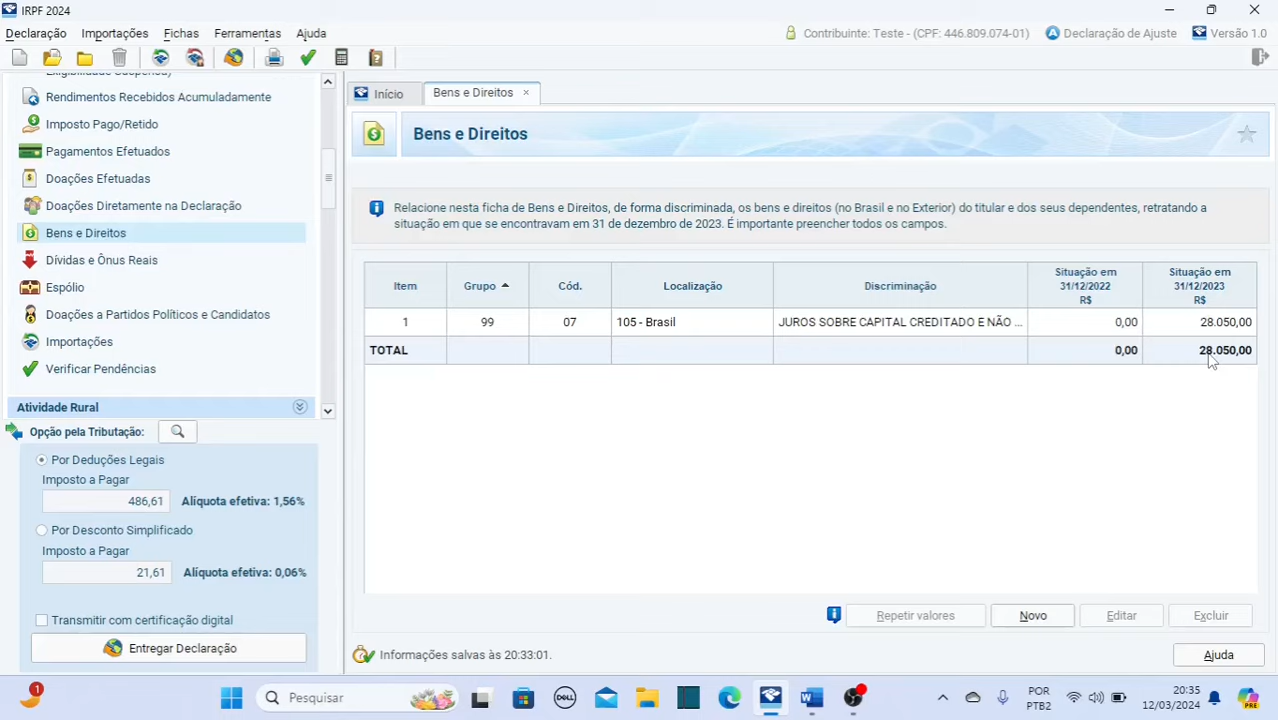 IRPF 2024
Declaração Importações Fichas Ferramentas Ajuda
Contribuinte: Teste - (CPF: 446.809.074-01) Declaração de Ajuste Versão 1.0
Rendimentos Recebidos Acumuladamente
Imposto Pago/Retido
Pagamentos Efetuados
Doações Efetuadas
Doações Diretamente na Declaração
Bens e Direitos
Dívidas e Ônus Reais
Espólio
Doações a Partidos Políticos e Candidatos
Importações
Verificar Pendências
Atividade Rural
Opção pela Tributação:
Por Deduções Legais
Imposto a Pagar
486,61 Alíquota efetiva: 1,56%
Por Desconto Simplificado
Imposto a Pagar
21,61 Alíquota efetiva: 0,06%
Transmitir com certificação digital
Entregar Declaração
Início Bens e Direitos ×
Bens e Direitos
Relacione nesta ficha de Bens e Direitos, de forma discriminada, os bens e direitos (no Brasil e no Exterior) do titular e dos seus dependentes, retratando a
situação em que se encontravam em 31 de dezembro de 2023. É importante preencher todos os campos.
Item Grupo Cód. Localização Discriminação Situação em 31/12/2022 R$ Situação em 31/12/2023 R$
1 99 07 105 - Brasil JUROS SOBRE CAPITAL CREDITADO E NÃO ... 0,00 28.050,00
TOTAL 0,00 28.050,00
Repetir valores Novo Editar Excluir
Informações salvas às 20:33:01. Ajuda
1 Pesquisar DELL POR PTB2 20:35 12/03/2024 PRE